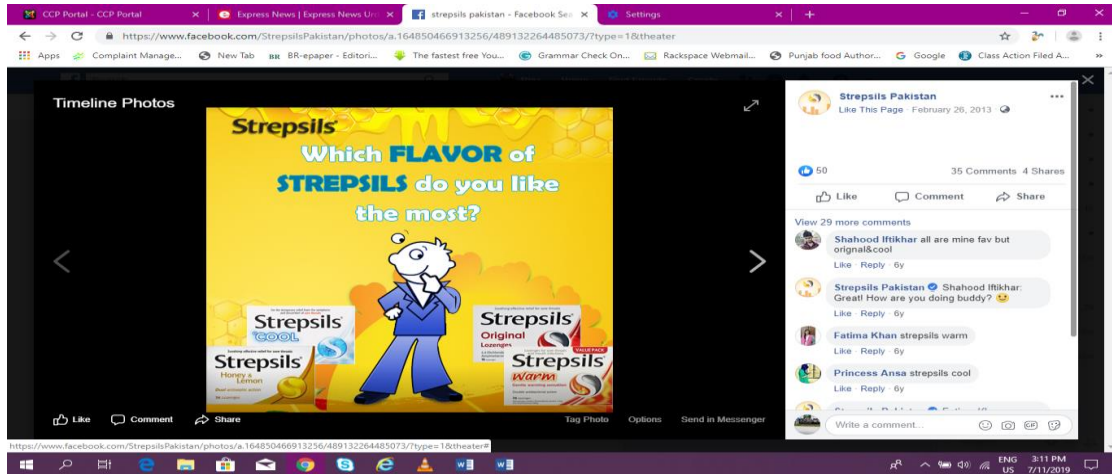 CCP Portal - CCP Portal
Express News | Express News Ur
strepsils pakistan - Facebook Sea
Settings
https://www.facebook.com/StrepsilsPakistan/photos/a.164850466913256/489132264485073/?type=1&theater
Apps
Complaint Manage...
New Tab
BR BR-epaper - Editori...
The fastest free You...
Grammar Check On...
Rackspace Webmail...
Punjab food Author...
Google
Class Action Filed A...
Timeline Photos
Strepsils
Which FLAVOR of
STREPSILS do you like
the most?
Strepsils
COOL
Strepsils
Honey &
Lemon
Strepsils
Original
Lozenges
VALUE PACK
Strepsils
Warm
Like
Comment
Share
Tag Photo
Options
Send in Messenger
Strepsils Pakistan
Like This Page · February 26, 2013 ·
50
35 Comments 4 Shares
Like
Comment
Share
View 29 more comments
Shahood Iftikhar all are mine fav but
orignal&cool
Like · Reply · 6y
Strepsils Pakistan Shahood Iftikhar:
Great! How are you doing buddy?
Like · Reply · 6y
Fatima Khan strepsils warm
Like · Reply · 6y
Princess Ansa strepsils cool
Like · Reply · 6y
Write a comment...
GIF
https://www.facebook.com/StrepsilsPakistan/photos/a.164850466913256/489132264485073/?type=1&theater#
ENG
US
3:11 PM
7/11/2019